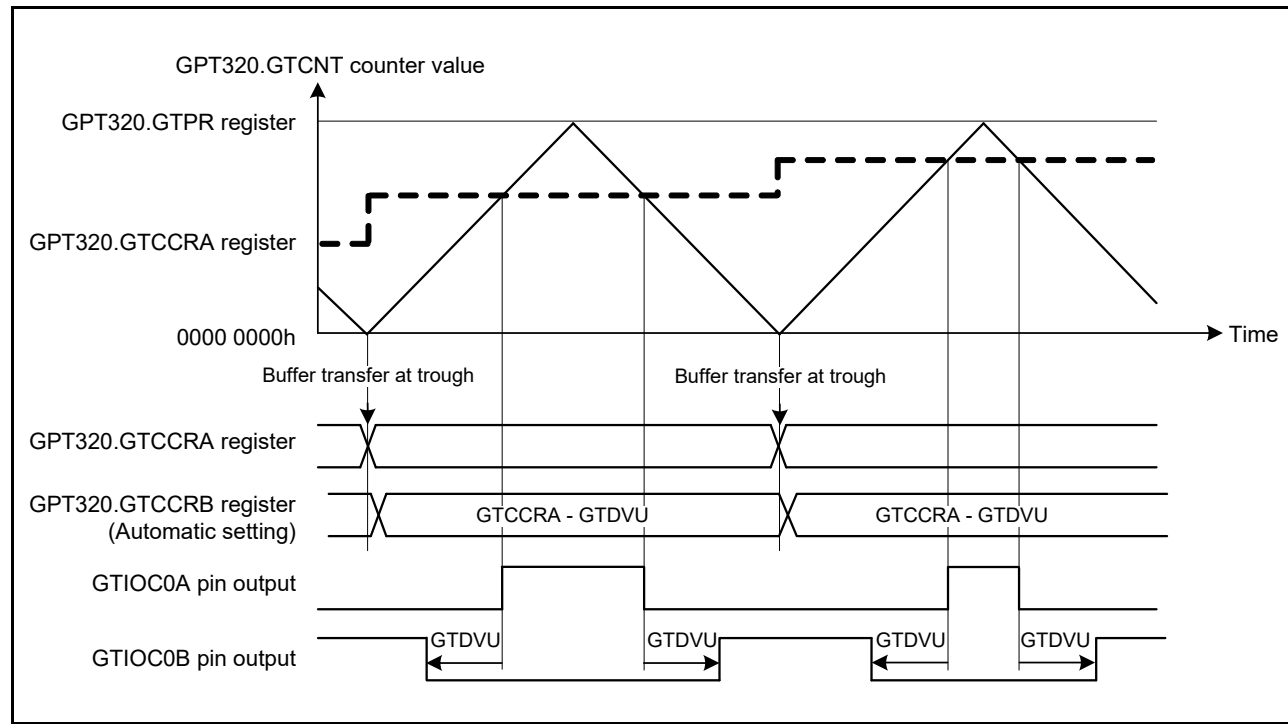 GPT320.GTCNT counter value
GPT320.GTPR register
GPT320.GTCCRA register
0000 0000h
Time
Buffer transfer at trough
Buffer transfer at trough
GPT320.GTCCRA register
GPT320.GTCCRB register
(Automatic setting)
GTCCRA - GTDVU
GTCCRA - GTDVU
GTIOC0A pin output
GTIOC0B pin output
GTDVU
GTDVU
GTDVU
GTDVU